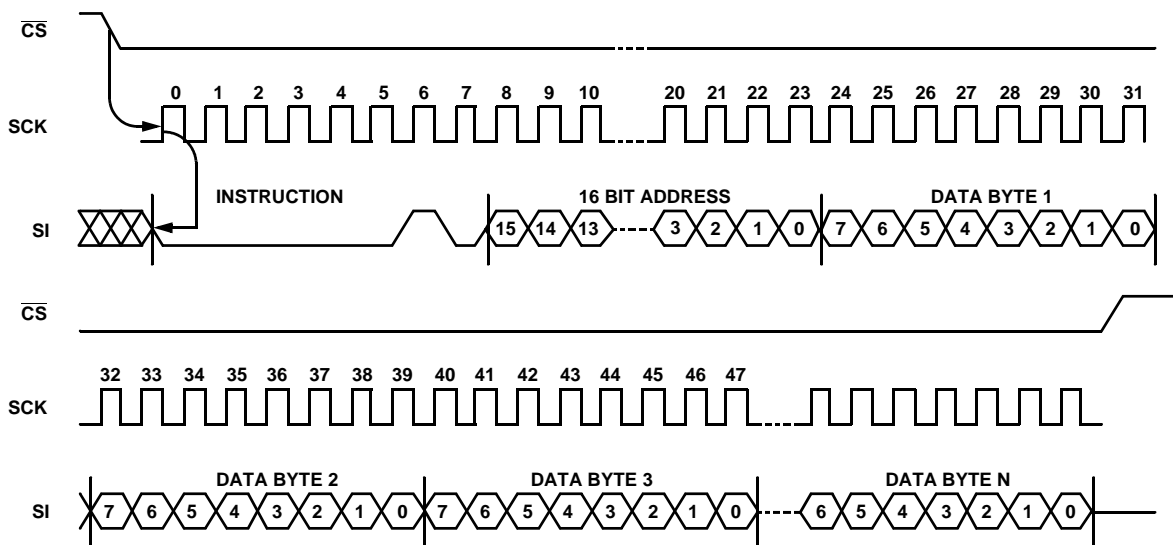 CS
0 1 2 3 4 5 6 7 8 9 10 20 21 22 23 24 25 26 27 28 29 30 31
SCK
INSTRUCTION 16 BIT ADDRESS DATA BYTE 1
SI 15 14 13 3 2 1 0 7 6 5 4 3 2 1 0
CS
32 33 34 35 36 37 38 39 40 41 42 43 44 45 46 47
SCK
DATA BYTE 2 DATA BYTE 3 DATA BYTE N
SI 7 6 5 4 3 2 1 0 7 6 5 4 3 2 1 0 6 5 4 3 2 1 0